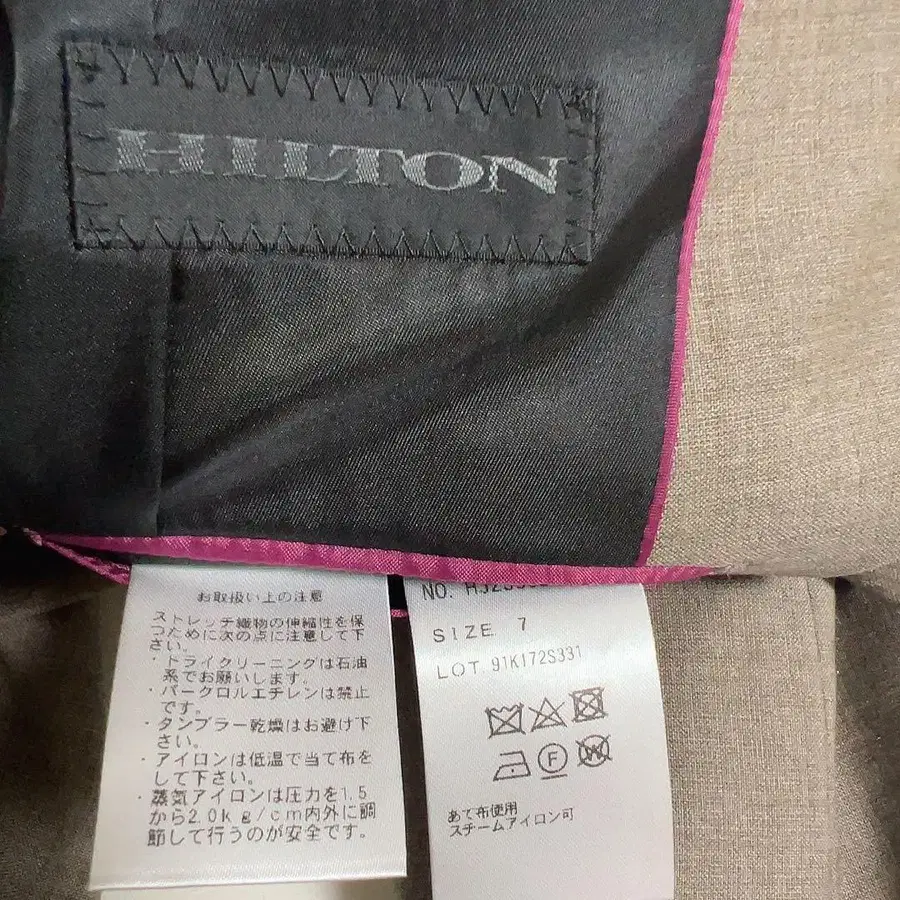 HILTON
お取扱い上の注意
ストレッチ織物の伸縮性を保
つために次の点に注意して下
さい。
・ドライクリーニングは石油
系でお願いします。
・パークロルエチレンは禁止
です。
・タンブラー乾燥はお避け下
さい。
・アイロンは低温で当て布を
して下さい。
・蒸気アイロンは圧力を1.5
から2.0kg/cm内外に調
節して行うのが安全です。
NO.
SIZE 7
LOT 91K172S331
F
W
あて布使用
スチームアイロン可